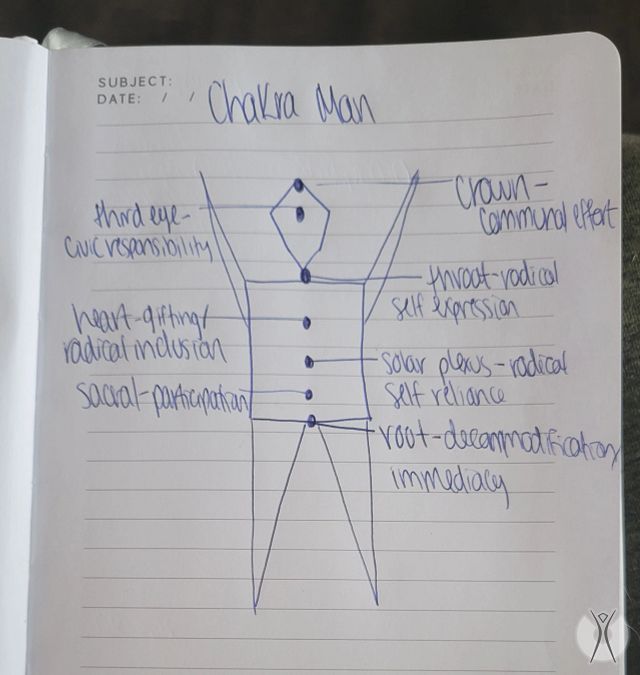 SUBJECT:
DATE: / /
Chakra Man
third eye-
civic responsibility
crown-
communal effort
throat-radical
self expression
heart-gifting/
radical inclusion
solar plexus-radical
self reliance
sacral-participation
root-decommodification
immediacy